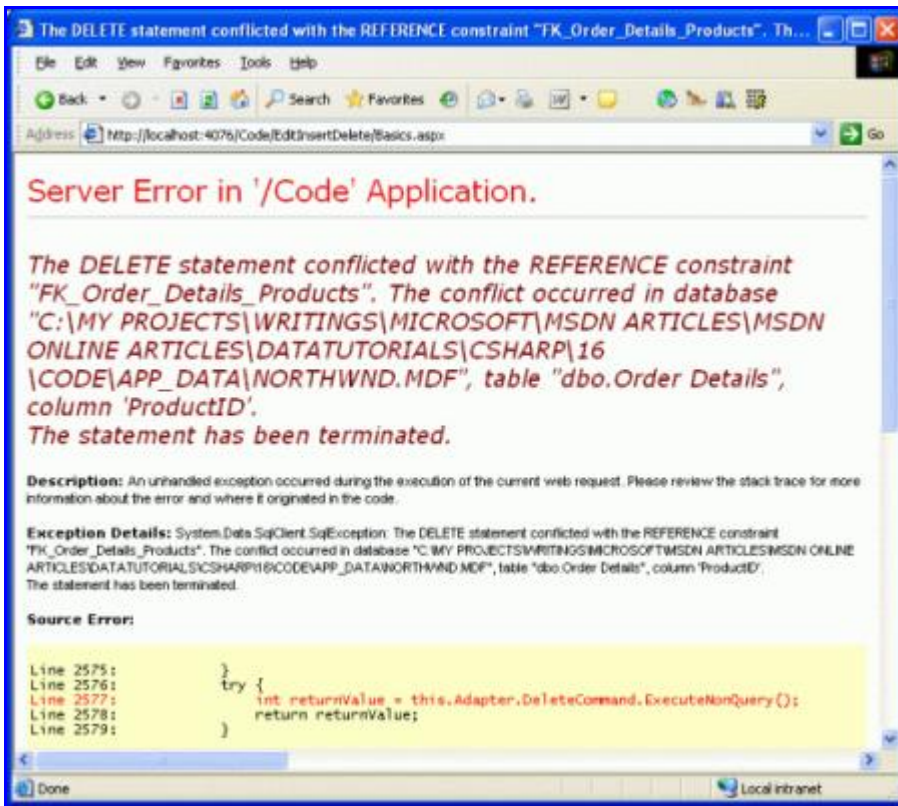 The DELETE statement conflicted with the REFERENCE constraint "FK_Order_Details_Products". Th...
File Edit View Favorites Tools Help
Back Search Favorites
Address http://localhost:4076/Code/EditInsertDelete/Basics.aspx Go
Server Error in '/Code' Application.
The DELETE statement conflicted with the REFERENCE constraint
"FK_Order_Details_Products". The conflict occurred in database
"C:\MY PROJECTS\WRITINGS\MICROSOFT\MSDN ARTICLES\MSDN
ONLINE ARTICLES\DATATUTORIALS\CSHARP\16
\CODE\APP_DATA\NORTHWND.MDF", table "dbo.Order Details",
column 'ProductID'.
The statement has been terminated.
Description: An unhandled exception occurred during the execution of the current web request. Please review the stack trace for more
information about the error and where it originated in the code.
Exception Details: System.Data.SqlClient.SqlException: The DELETE statement conflicted with the REFERENCE constraint
"FK_Order_Details_Products". The conflict occurred in database "C:\MY PROJECTS\WRITINGS\MICROSOFT\MSDN ARTICLES\MSDN ONLINE
ARTICLES\DATATUTORIALS\CSHARP\16\CODE\APP_DATA\NORTHWND.MDF", table "dbo.Order Details", column 'ProductID'.
The statement has been terminated.
Source Error:
Line 2575: }
Line 2576: try {
Line 2577: int returnValue = this.Adapter.DeleteCommand.ExecuteNonQuery();
Line 2578: return returnValue;
Line 2579: }
Done Local intranet